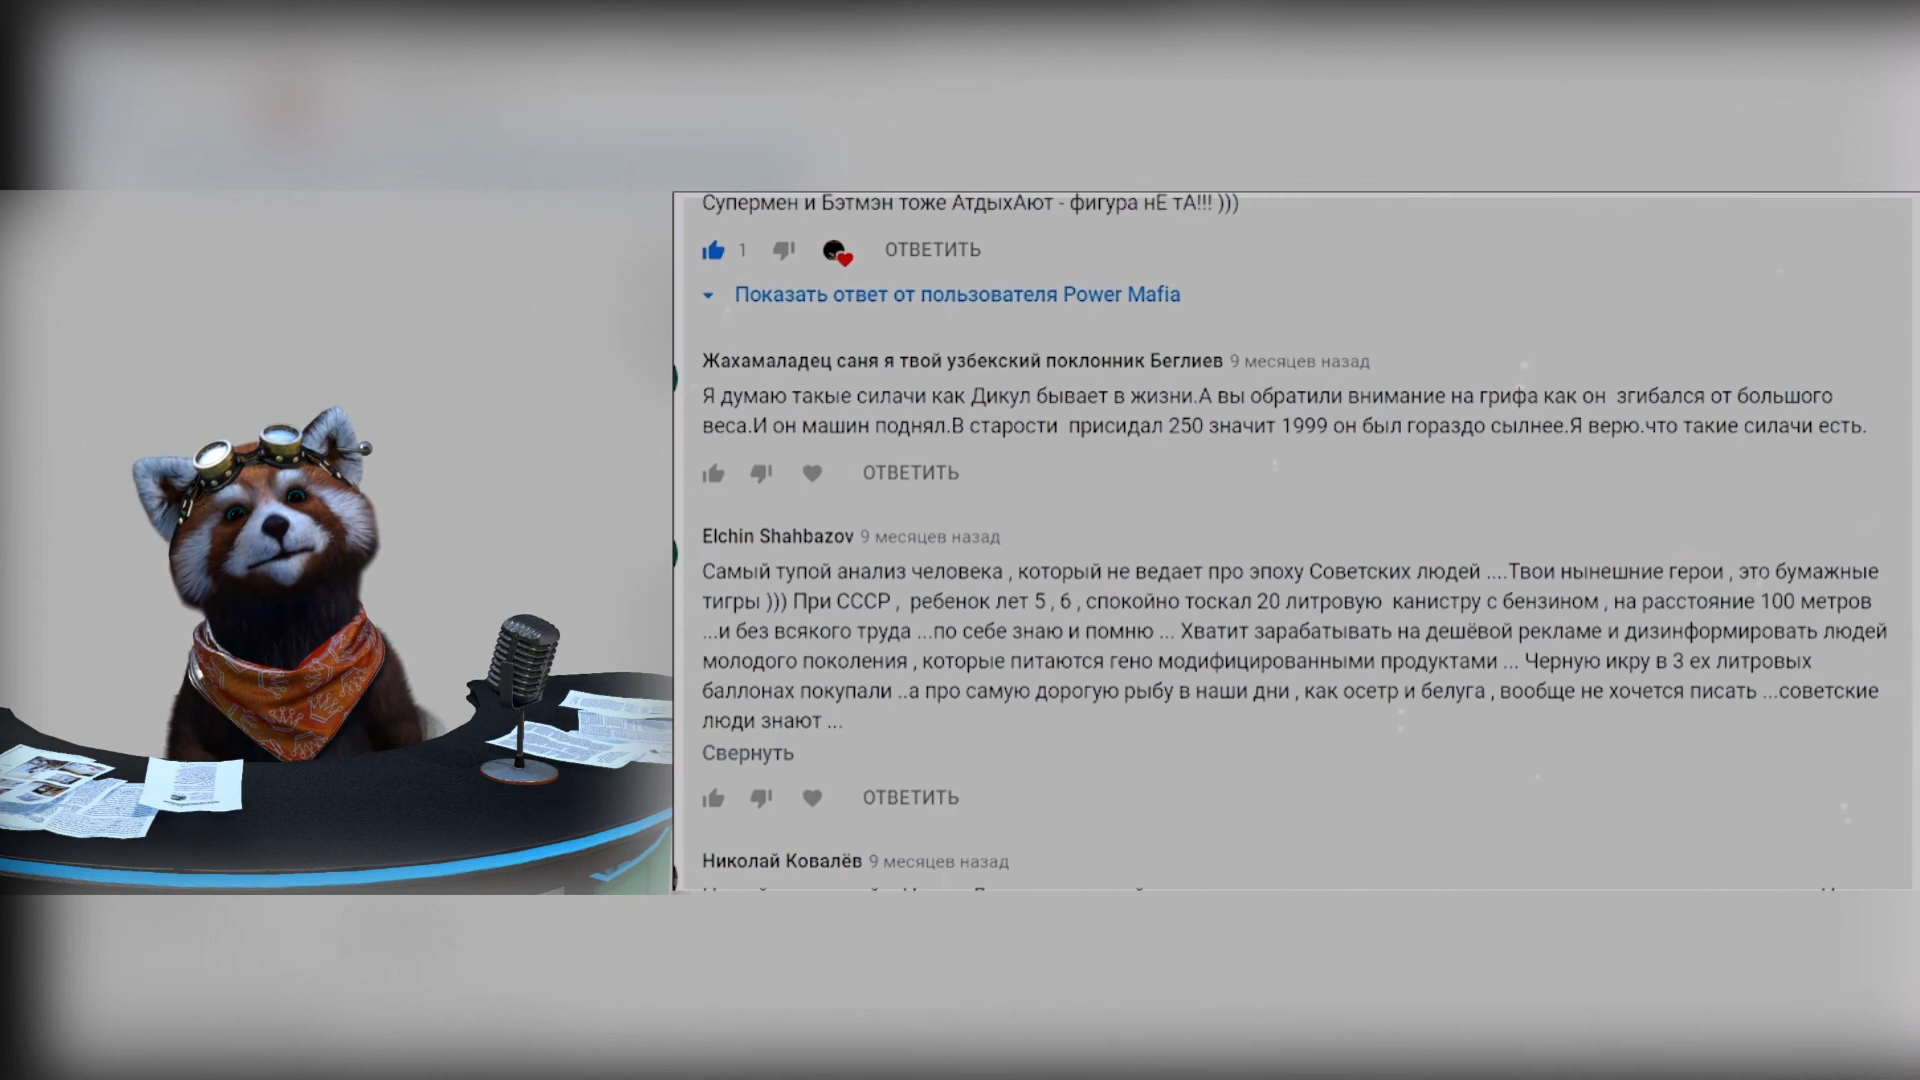 Супермен и Бэтмэн тоже АтдыхАют - фигура нЕ тА!!! )))
1 ОТВЕТИТЬ
Показать ответ от пользователя Power Mafia
Жахамаладец саня я твой узбекский поклонник Беглиев 9 месяцев назад
Я думаю такые силачи как Дикул бывает в жизни.А вы обратили внимание на грифа как он згибался от большого
веса.И он машин поднял.В старости присидал 250 значит 1999 он был гораздо сылнее.Я верю.что такие силачи есть.
ОТВЕТИТЬ
Elchin Shahbazov 9 месяцев назад
Самый тупой анализ человека , который не ведает про эпоху Советских людей ....Твои нынешние герои , это бумажные
тигры ))) При СССР , ребенок лет 5 , 6 , спокойно тоскал 20 литровую канистру с бензином , на расстояние 100 метров
...и без всякого труда ...по себе знаю и помню ... Хватит зарабатывать на дешёвой рекламе и дизинформировать людей
молодого поколения , которые питаются гено модифицированными продуктами ... Черную икру в 3 ех литровых
баллонах покупали ..а про самую дорогую рыбу в наши дни , как осетр и белуга , вообще не хочется писать ...советские
люди знают ...
Свернуть
ОТВЕТИТЬ
Николай Ковалёв 9 месяцев назад